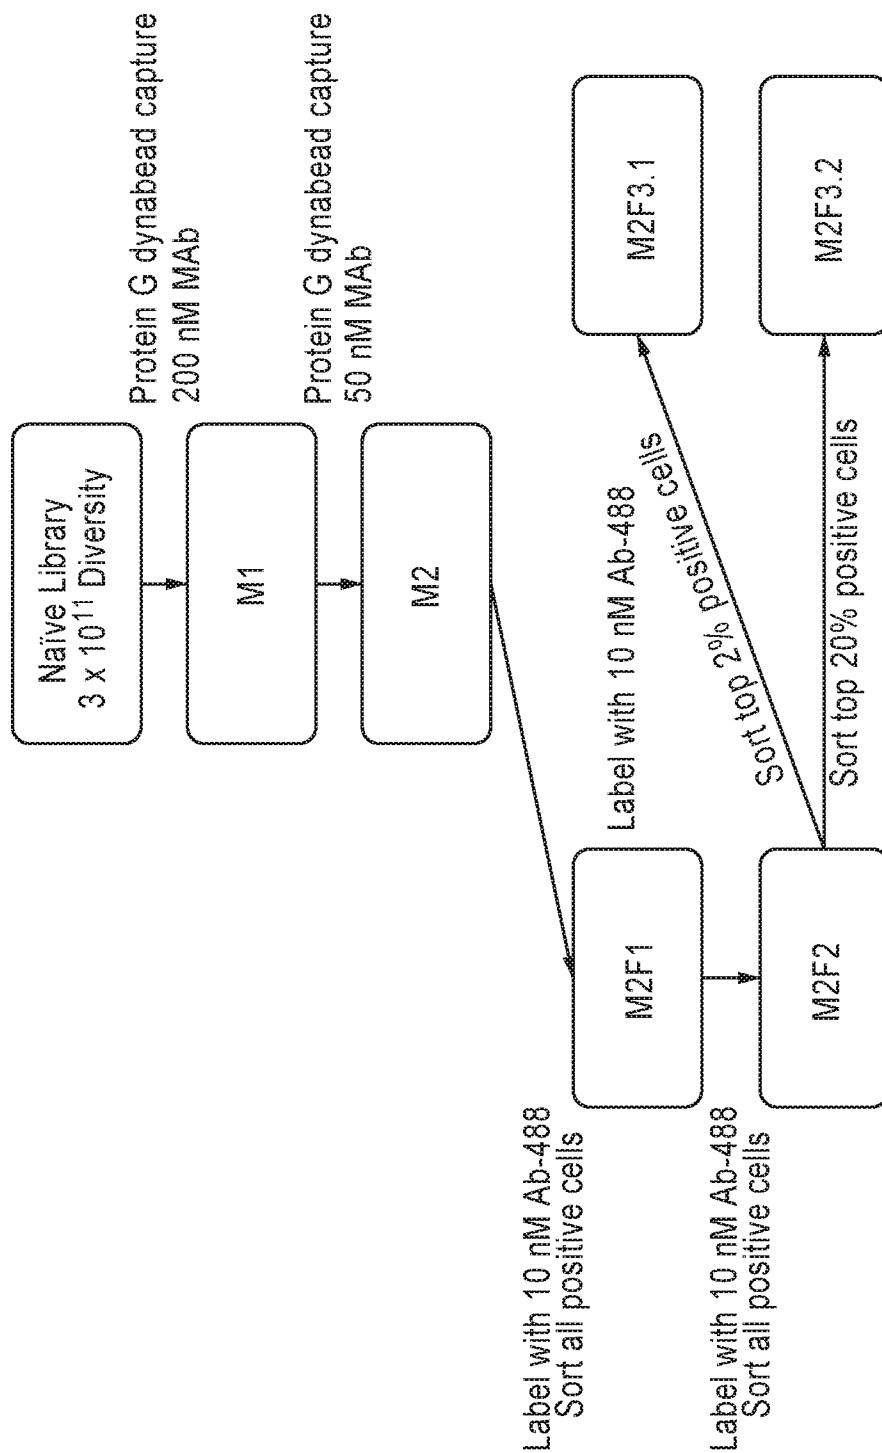 Naïve Library
3 x 10¹¹ Diversity
Protein G dynabead capture
200 nM MAb
M1
Protein G dynabead capture
50 nM MAb
M2
Label with 10 nM Ab-488
Sort all positive cells
M2F1
Label with 10 nM Ab-488
Sort top 2% positive cells
M2F3.1
Label with 10 nM Ab-488
Sort all positive cells
M2F2
Sort top 20% positive cells
M2F3.2